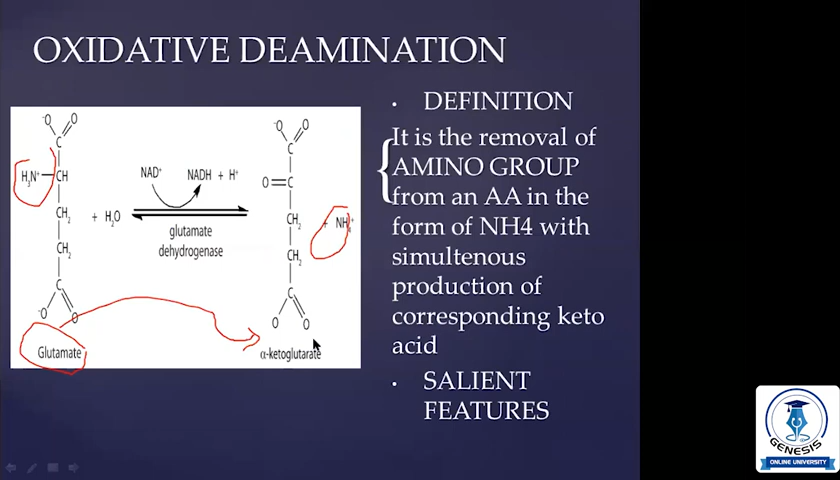 OXIDATIVE DEAMINATION
• DEFINITION
It is the removal of
AMINO GROUP
from an AA in the
form of NH4 with
simultenous
production of
corresponding keto
acid
• SALIENT
FEATURES
⁻O O
C
H₃N⁺ CH
CH₂
CH₂
C
⁻O O
Glutamate
+ H₂O
NAD⁺ NADH + H⁺
glutamate
dehydrogenase
⁻O O
C
O=C
CH₂
CH₂
C
⁻O O
α-ketoglutarate
+ NH₄⁺
GENESIS
ONLINE UNIVERSITY